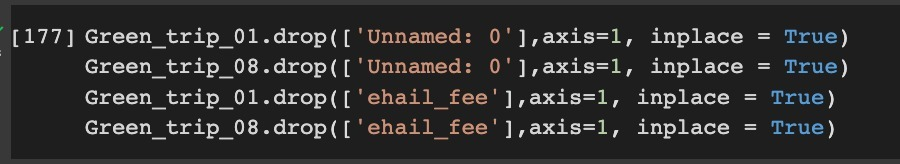 [177] Green_trip_01.drop(['Unnamed: 0'],axis=1, inplace = True)
Green_trip_08.drop(['Unnamed: 0'],axis=1, inplace = True)
Green_trip_01.drop(['ehail_fee'],axis=1, inplace = True)
Green_trip_08.drop(['ehail_fee'],axis=1, inplace = True)